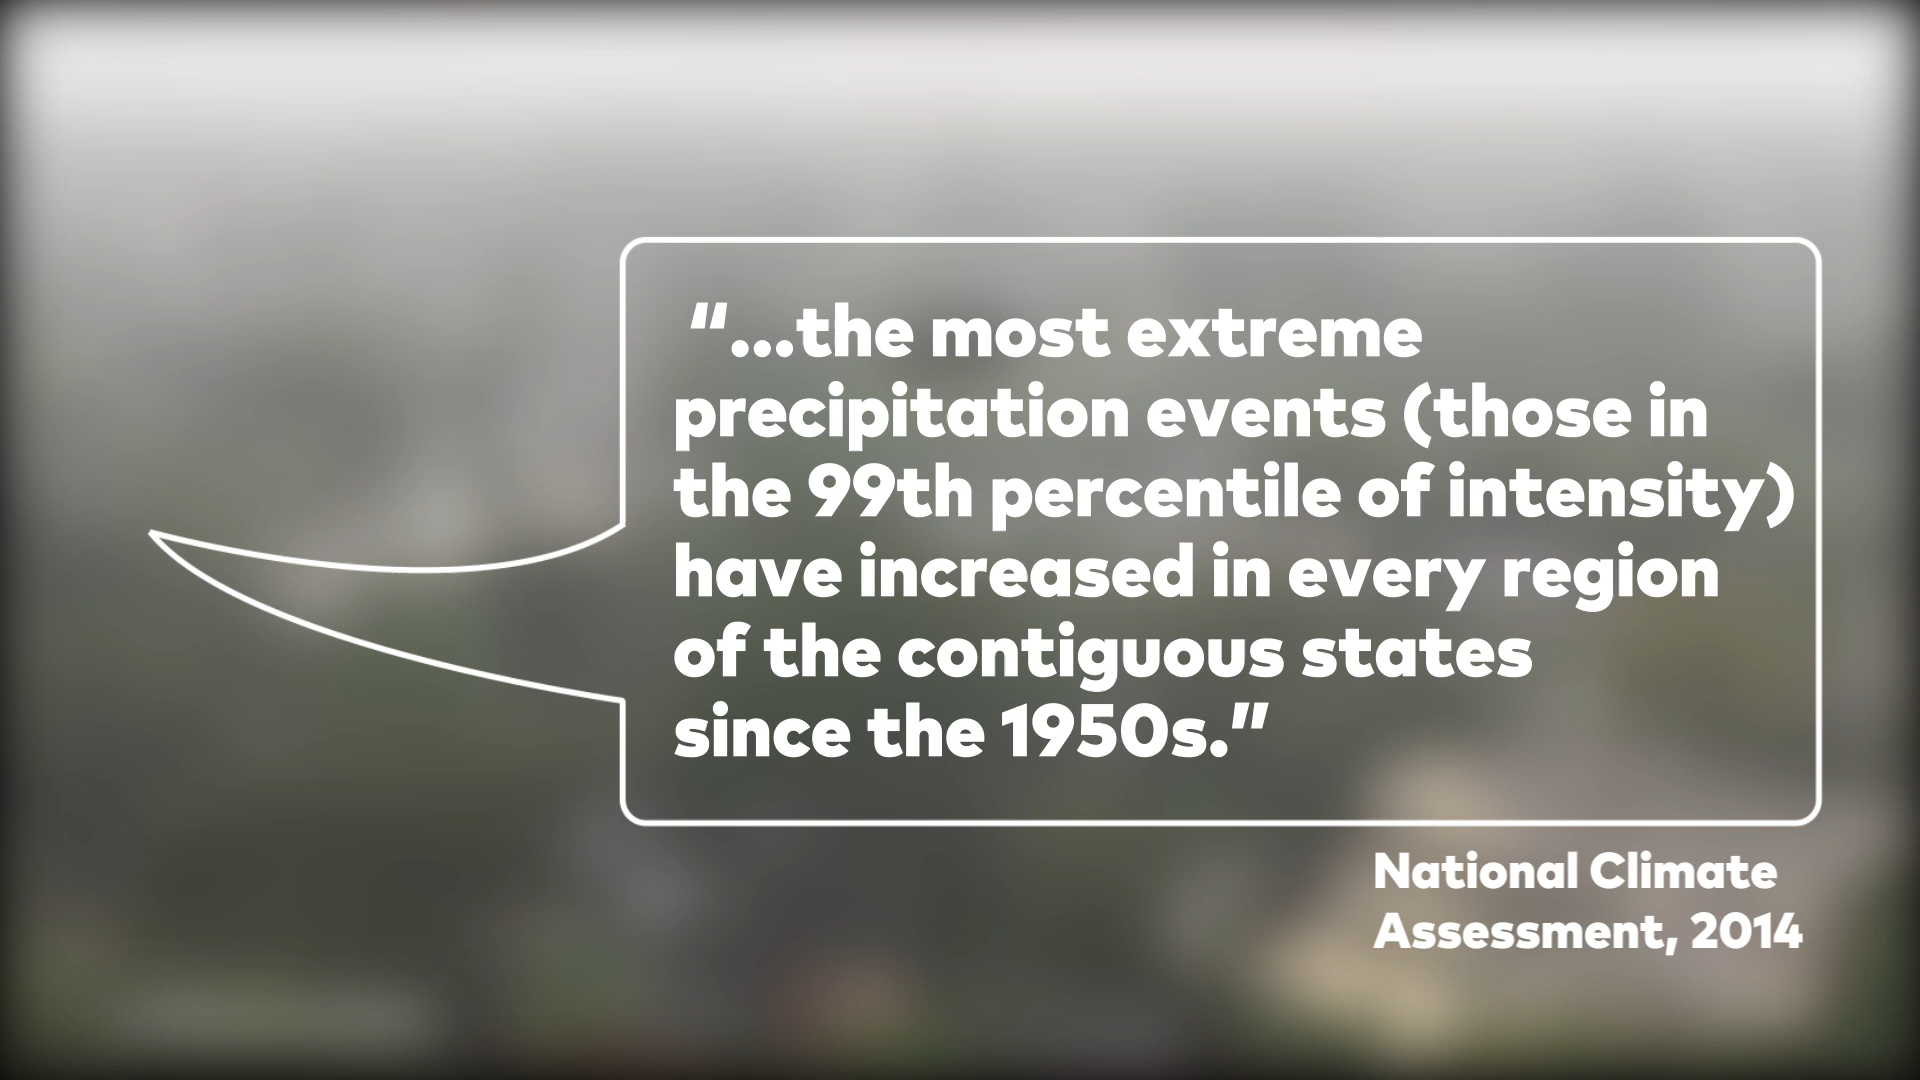 “...the most extreme
precipitation events (those in
the 99th percentile of intensity)
have increased in every region
of the contiguous states
since the 1950s.”
National Climate
Assessment, 2014